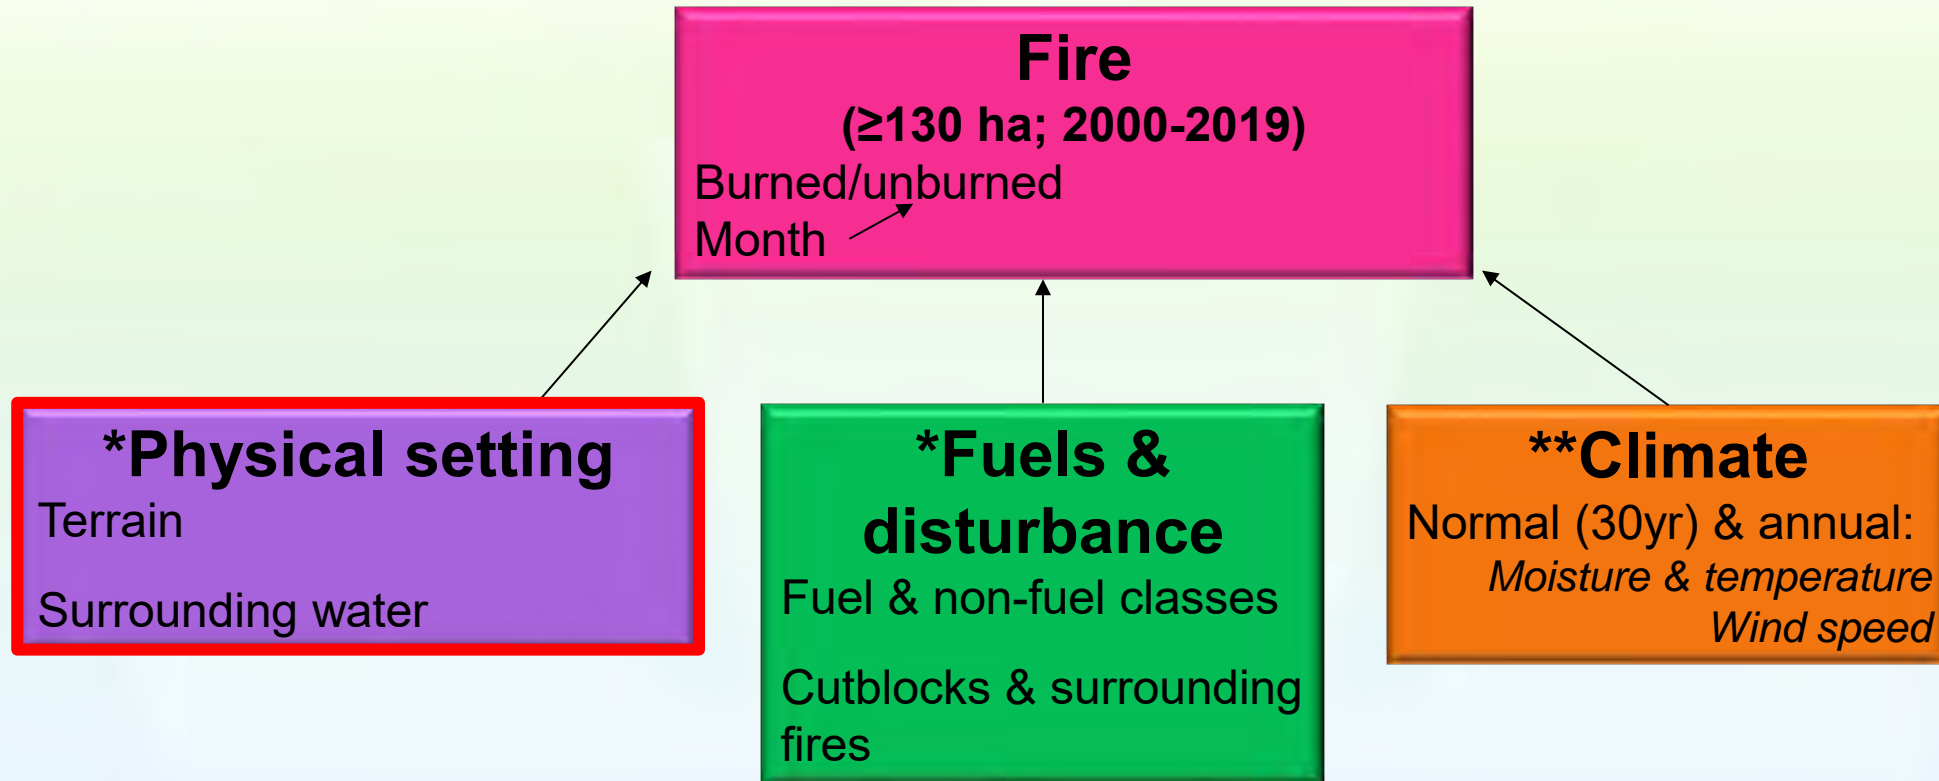 Fire
(≥130 ha; 2000-2019)
Burned/unburned
Month
*Physical setting
Terrain
Surrounding water
*Fuels &
disturbance
Fuel & non-fuel classes
Cutblocks & surrounding
fires
**Climate
Normal (30yr) & annual:
Moisture & temperature
Wind speed